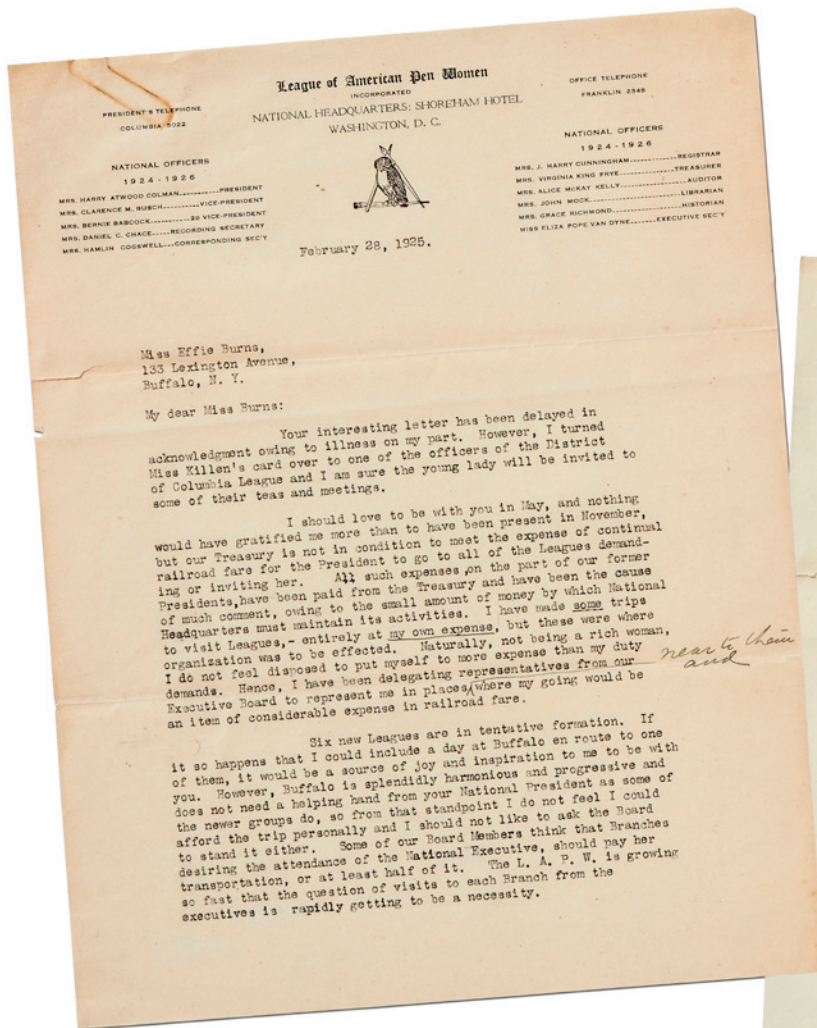 League of American Pen Women
INCORPORATED
NATIONAL HEADQUARTERS: SHOREHAM HOTEL
WASHINGTON, D. C.
PRESIDENT'S TELEPHONE
COLUMBIA 5022
OFFICE TELEPHONE
FRANKLIN 2348
NATIONAL OFFICERS
1924-1926
MRS. HARRY ATWOOD COLMAN........PRESIDENT
MRS. CLARENCE M. BUSCH........VICE-PRESIDENT
MRS. BERNIE BABCOCK........2D VICE-PRESIDENT
MRS. DANIEL C. CHACE.....RECORDING SECRETARY
MRS. HAMLIN COGSWELL....CORRESPONDING SEC'Y
NATIONAL OFFICERS
1924-1926
MRS. J. HARRY CUNNINGHAM............REGISTRAR
MRS. VIRGINIA KING FRYE............TREASURER
MRS. ALICE McKAY KELLY............AUDITOR
MRS. JOHN MOCK............LIBRARIAN
MRS. GRACE RICHMOND............HISTORIAN
MISS ELIZA POPE VAN DYNE........EXECUTIVE SEC'Y
February 28, 1925.
Miss Effie Burns,
133 Lexington Avenue,
Buffalo, N. Y.
My dear Miss Burns:
Your interesting letter has been delayed in
acknowledgment owing to illness on my part. However, I turned
Miss Killen's card over to one of the officers of the District
of Columbia League and I am sure the young lady will be invited to
some of their teas and meetings.
I should love to be with you in May, and nothing
would have gratified me more than to have been present in November,
but our Treasury is not in condition to meet the expense of continual
railroad fare for the President to go to all of the Leagues demand-
ing or inviting her. All such expenses, on the part of our former
Presidents, have been paid from the Treasury and have been the cause
of much comment, owing to the small amount of money by which National
Headquarters must maintain its activities. I have made some trips
to visit Leagues,- entirely at my own expense, but these were where
organization was to be effected. Naturally, not being a rich woman,
I do not feel disposed to put myself to more expense than my duty
demands. Hence, I have been delegating representatives from our
near to them
and
Executive Board to represent me in places where my going would be
an item of considerable expense in railroad fare.
Six new Leagues are in tentative formation. If
it so happens that I could include a day at Buffalo en route to one
of them, it would be a source of joy and inspiration to me to be with
you. However, Buffalo is splendidly harmonious and progressive and
does not need a helping hand from your National President as some of
the newer groups do, so from that standpoint I do not feel I could
afford the trip personally and I should not like to ask the Board
to stand it either. Some of our Board Members think that Branches
desiring the attendance of the National Executive, should pay her
transportation, or at least half of it. The L. A. P. W. is growing
so fast that the question of visits to each Branch from the
executives is rapidly getting to be a necessity.